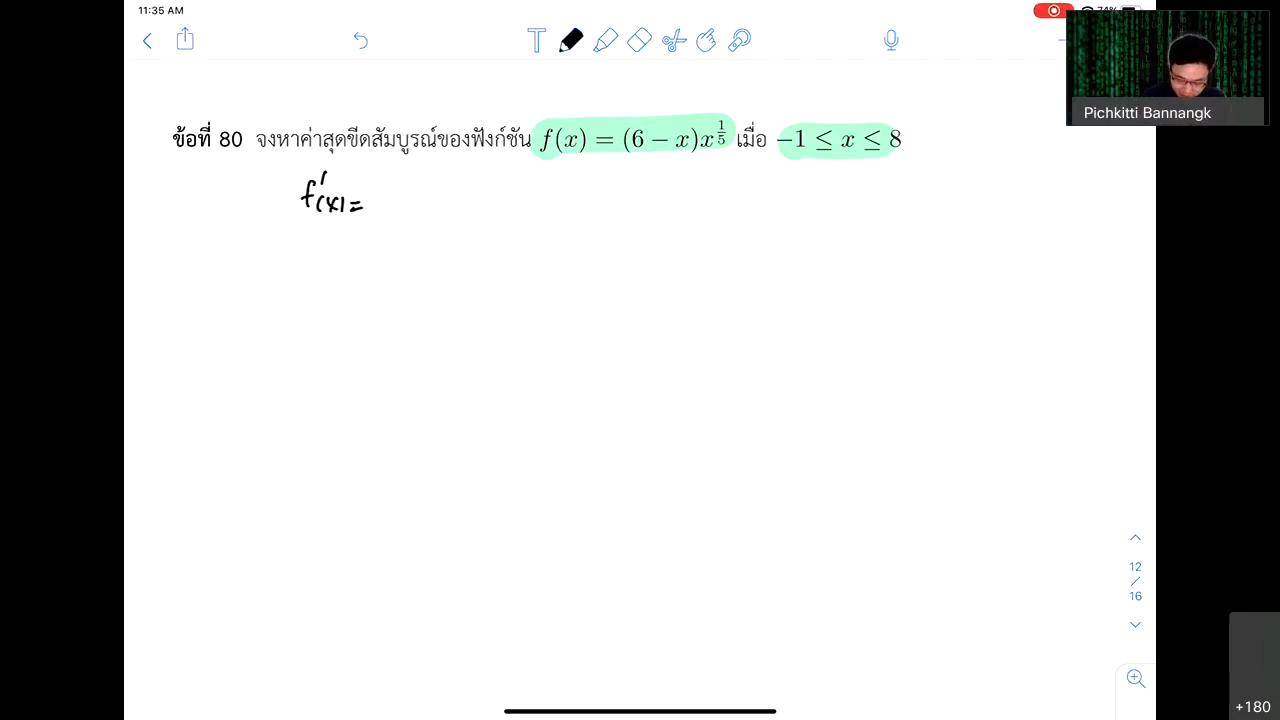 11:35 AM
74%
Pichkitti Bannangk
ข้อที่ 80 จงหาค่าสุดขีดสัมบูรณ์ของฟังก์ชัน f(x) = (6 − x)x^{1/5} เมื่อ −1 ≤ x ≤ 8
f'(x) =
12
/
16
+180